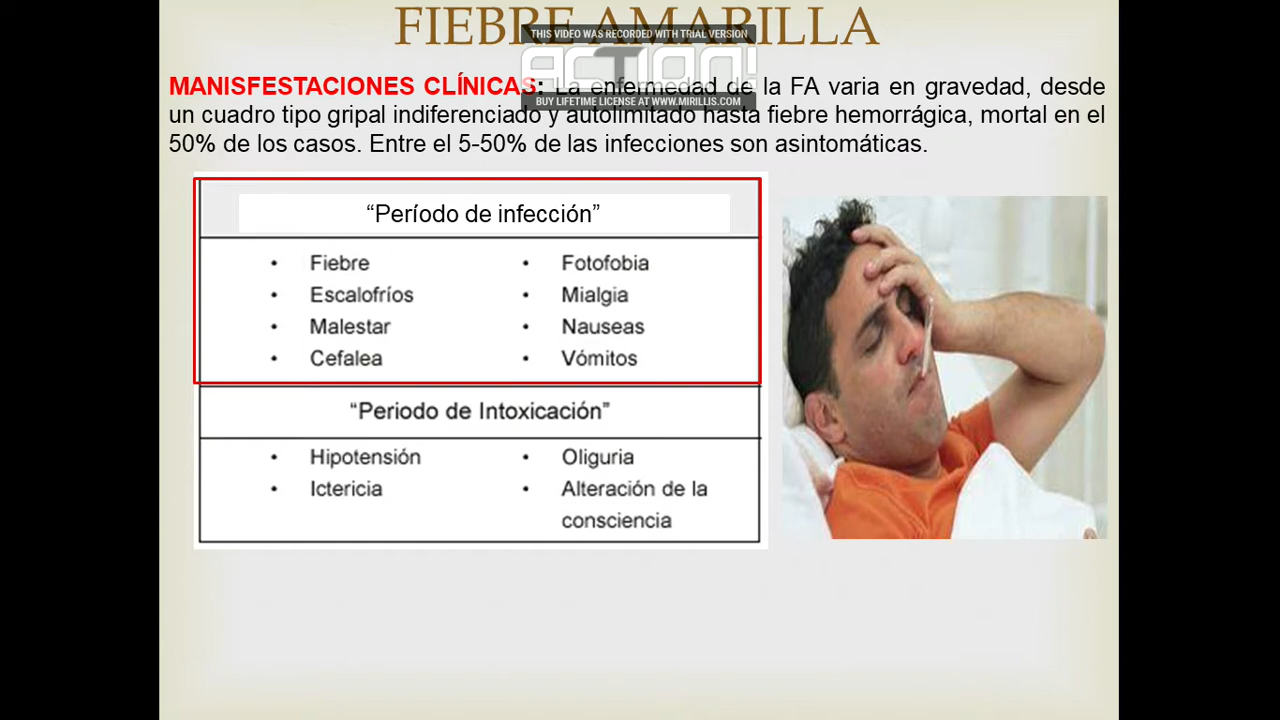 FIEBRE AMARILLA
THIS VIDEO WAS RECORDED WITH TRIAL VERSION
ACTION!
BUY LIFETIME LICENSE AT WWW.MIRILLIS.COM
MANISFESTACIONES CLÍNICAS: La enfermedad de la FA varia en gravedad, desde
un cuadro tipo gripal indiferenciado y autolimitado hasta fiebre hemorrágica, mortal en el
50% de los casos. Entre el 5-50% de las infecciones son asintomáticas.
“Período de infección”
• Fiebre • Fotofobia
• Escalofríos • Mialgia
• Malestar • Nauseas
• Cefalea • Vómitos
“Periodo de Intoxicación”
• Hipotensión • Oliguria
• Ictericia • Alteración de la
consciencia